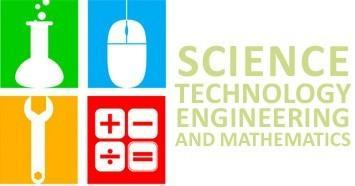 SCIENCE
TECHNOLOGY
ENGINEERING
AND MATHEMATICS
+ −
÷ =